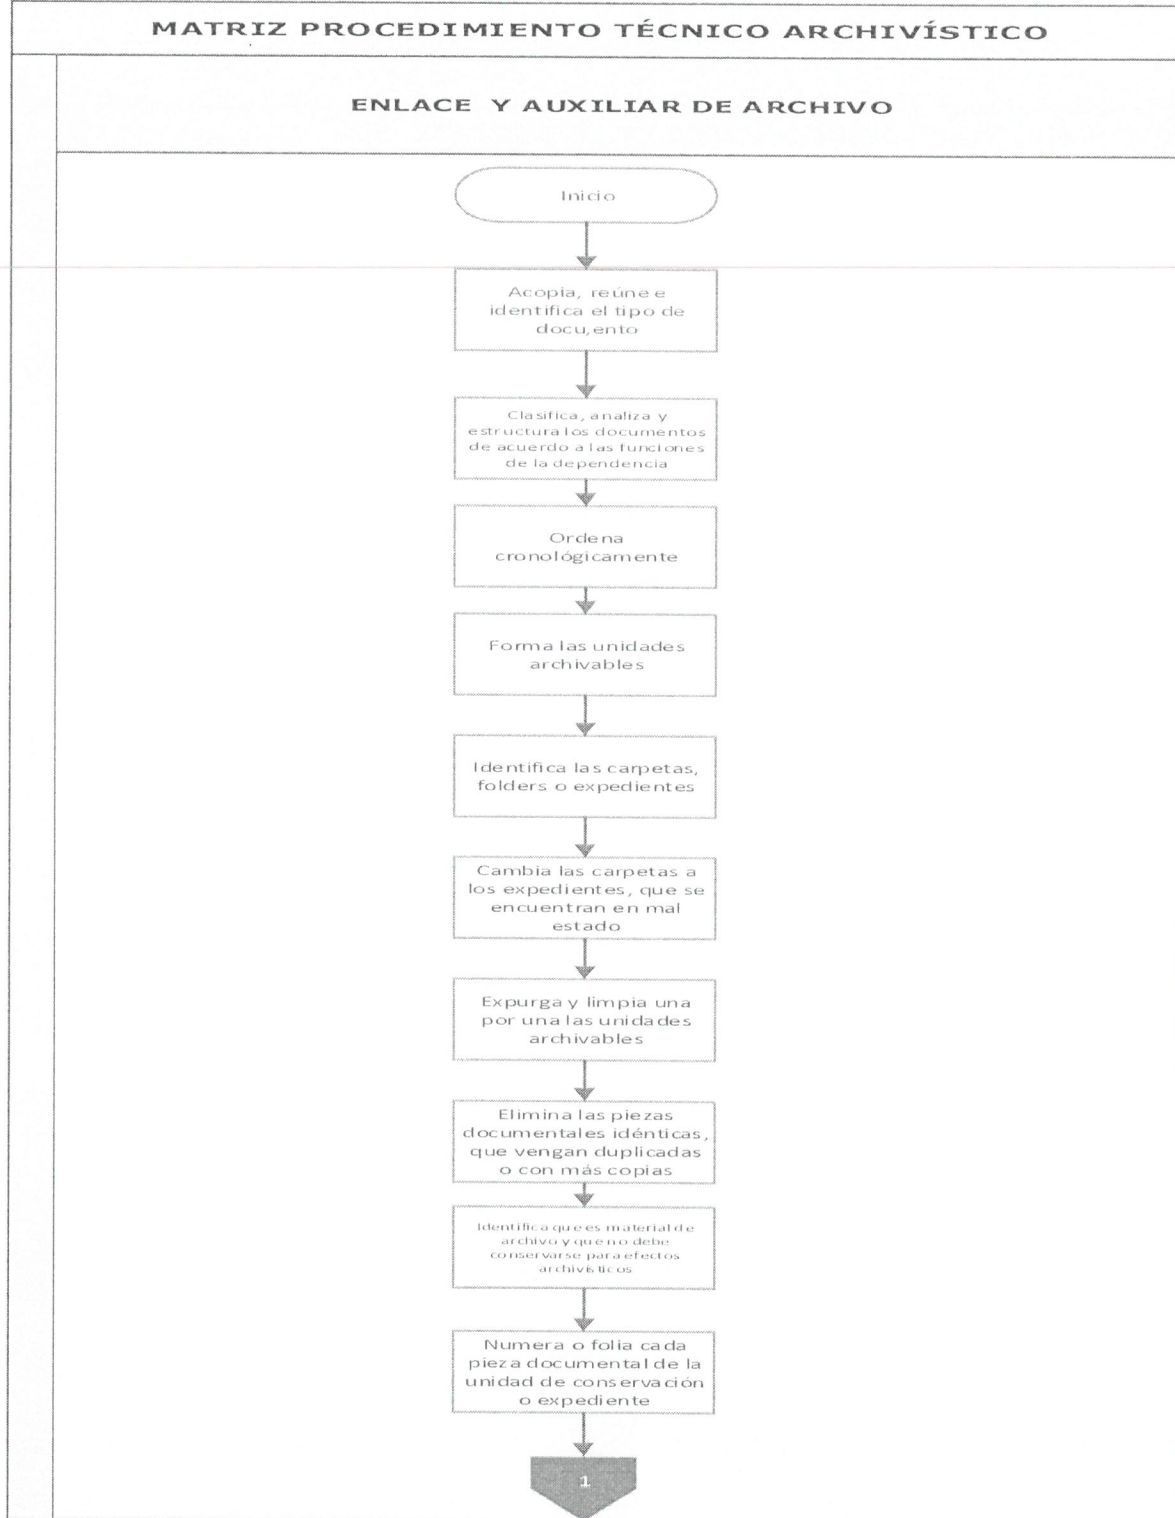 MATRIZ PROCEDIMIENTO TÉCNICO ARCHIVÍSTICO
ENLACE Y AUXILIAR DE ARCHIVO
Inicio
Acopia, reúne e
identifica el tipo de
docu,ento
Clasifica, analiza y
estructura los documentos
de acuerdo a las funciones
de la dependencia
Ordena
cronológicamente
Forma las unidades
archivables
Identifica las carpetas,
folders o expedientes
Cambia las carpetas a
los expedientes, que se
encuentran en mal
estado
Expurga y limpia una
por una las unidades
archivables
Elimina las piezas
documentales idénticas,
que vengan duplicadas
o con más copias
Identifica que es material de
archivo y que no debe
conservarse para efectos
archivísticos
Numera o folia cada
pieza documental de la
unidad de conservación
o expediente
1